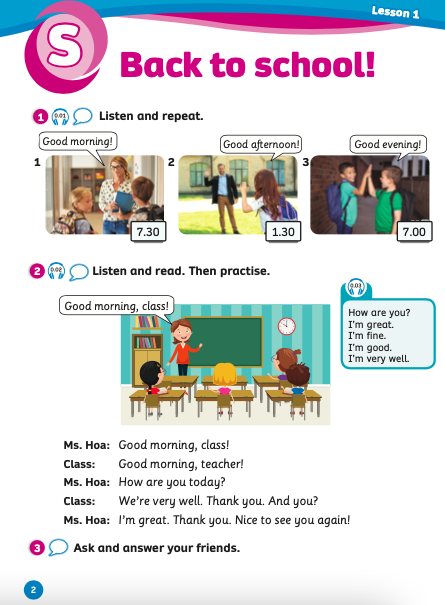 Lesson 1
S
Back to school!
1 0.01 Listen and repeat.
Good morning!
Good afternoon!
Good evening!
1
2
3
7.30
1.30
7.00
2 0.02 Listen and read. Then practise.
0.03
Good morning, class!
How are you?
I'm great.
I'm fine.
I'm good.
I'm very well.
Ms. Hoa: Good morning, class!
Class: Good morning, teacher!
Ms. Hoa: How are you today?
Class: We're very well. Thank you. And you?
Ms. Hoa: I'm great. Thank you. Nice to see you again!
3 Ask and answer your friends.
2